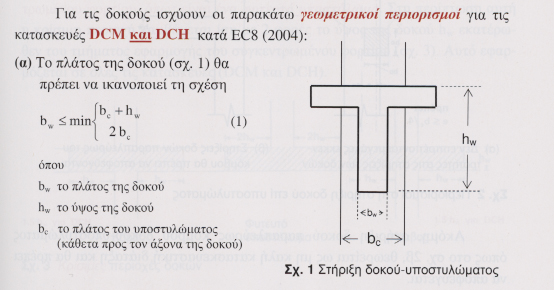 Για τις δοκούς ισχύουν οι παρακάτω γεωμετρικοί περιορισμοί για τις
κατασκευές DCM και DCH κατά EC8 (2004):
(α) Το πλάτος της δοκού (σχ. 1) θα
πρέπει να ικανοποιεί τη σχέση
b_w ≤ min{ b_c + h_w
2 b_c (1)
όπου
b_w το πλάτος της δοκού
h_w το ύψος της δοκού
b_c το πλάτος του υποστυλώματος
(κάθετα προς τον άξονα της δοκού)
h_w
b_w
b_c
Σχ. 1 Στήριξη δοκού-υποστυλώματος